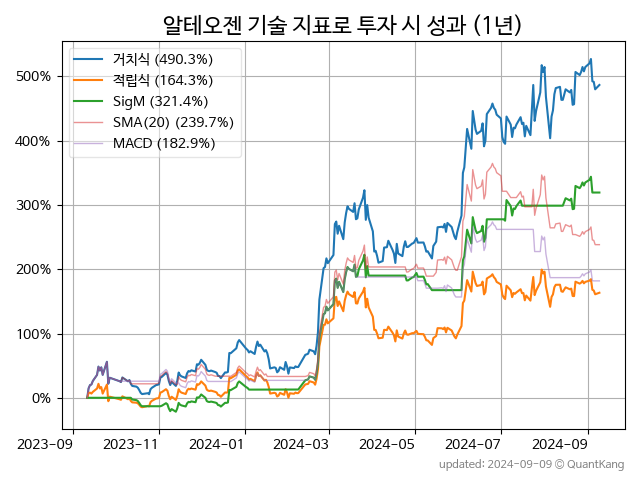 알테오젠 기술 지표로 투자 시 성과 (1년)
거치식 (490.3%)
적립식 (164.3%)
SigM (321.4%)
SMA(20) (239.7%)
MACD (182.9%)
500%
400%
300%
200%
100%
0%
2023-09 2023-11 2024-01 2024-03 2024-05 2024-07 2024-09
updated: 2024-09-09 © QuantKang